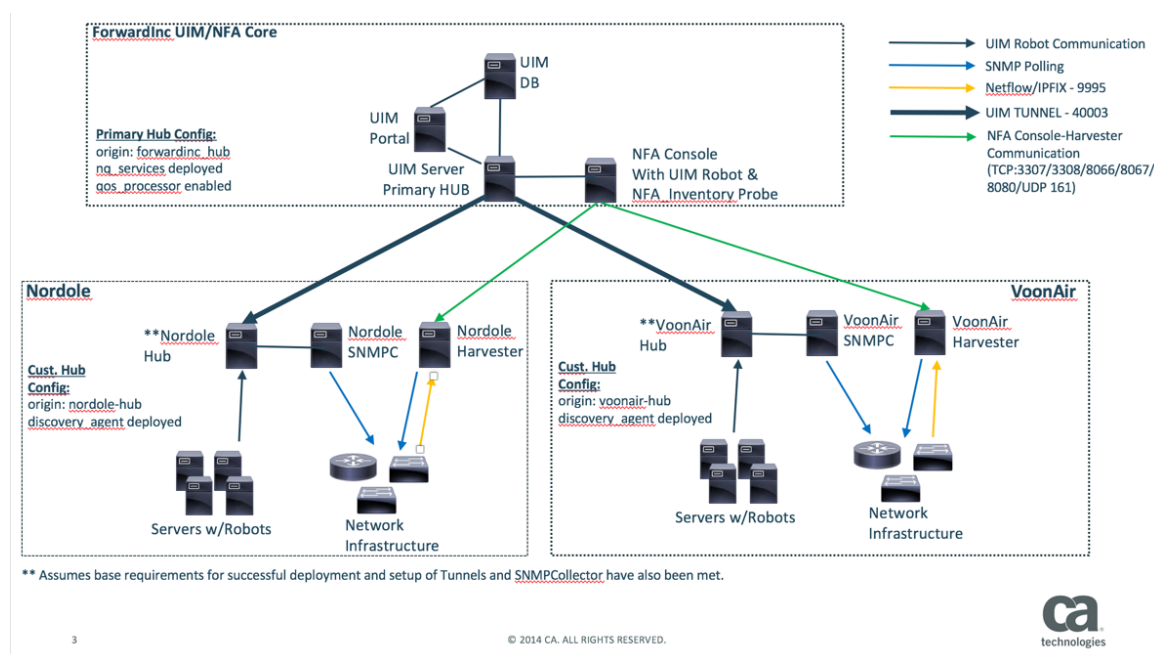 ForwardInc UIM/NFA Core
UIM
DB
UIM
Portal
Primary Hub Config:
origin: forwardinc_hub
nq_services deployed
qos_processor enabled
UIM Server
Primary HUB
NFA Console
With UIM Robot &
NFA_Inventory Probe
UIM Robot Communication
SNMP Polling
Netflow/IPFIX - 9995
UIM TUNNEL - 40003
NFA Console-Harvester
Communication
(TCP:3307/3308/8066/8067/
8080/UDP 161)
Nordole
**Nordole
Hub
Nordole
SNMPC
Nordole
Harvester
Cust. Hub
Config:
origin: nordole-hub
discovery_agent deployed
Servers w/Robots
Network
Infrastructure
VoonAir
**VoonAir
Hub
VoonAir
SNMPC
VoonAir
Harvester
Cust. Hub
Config:
origin: voonair-hub
discovery_agent deployed
Servers w/Robots
Network
Infrastructure
** Assumes base requirements for successful deployment and setup of Tunnels and SNMPCollector have also been met.
3
© 2014 CA. ALL RIGHTS RESERVED.
ca
technologies